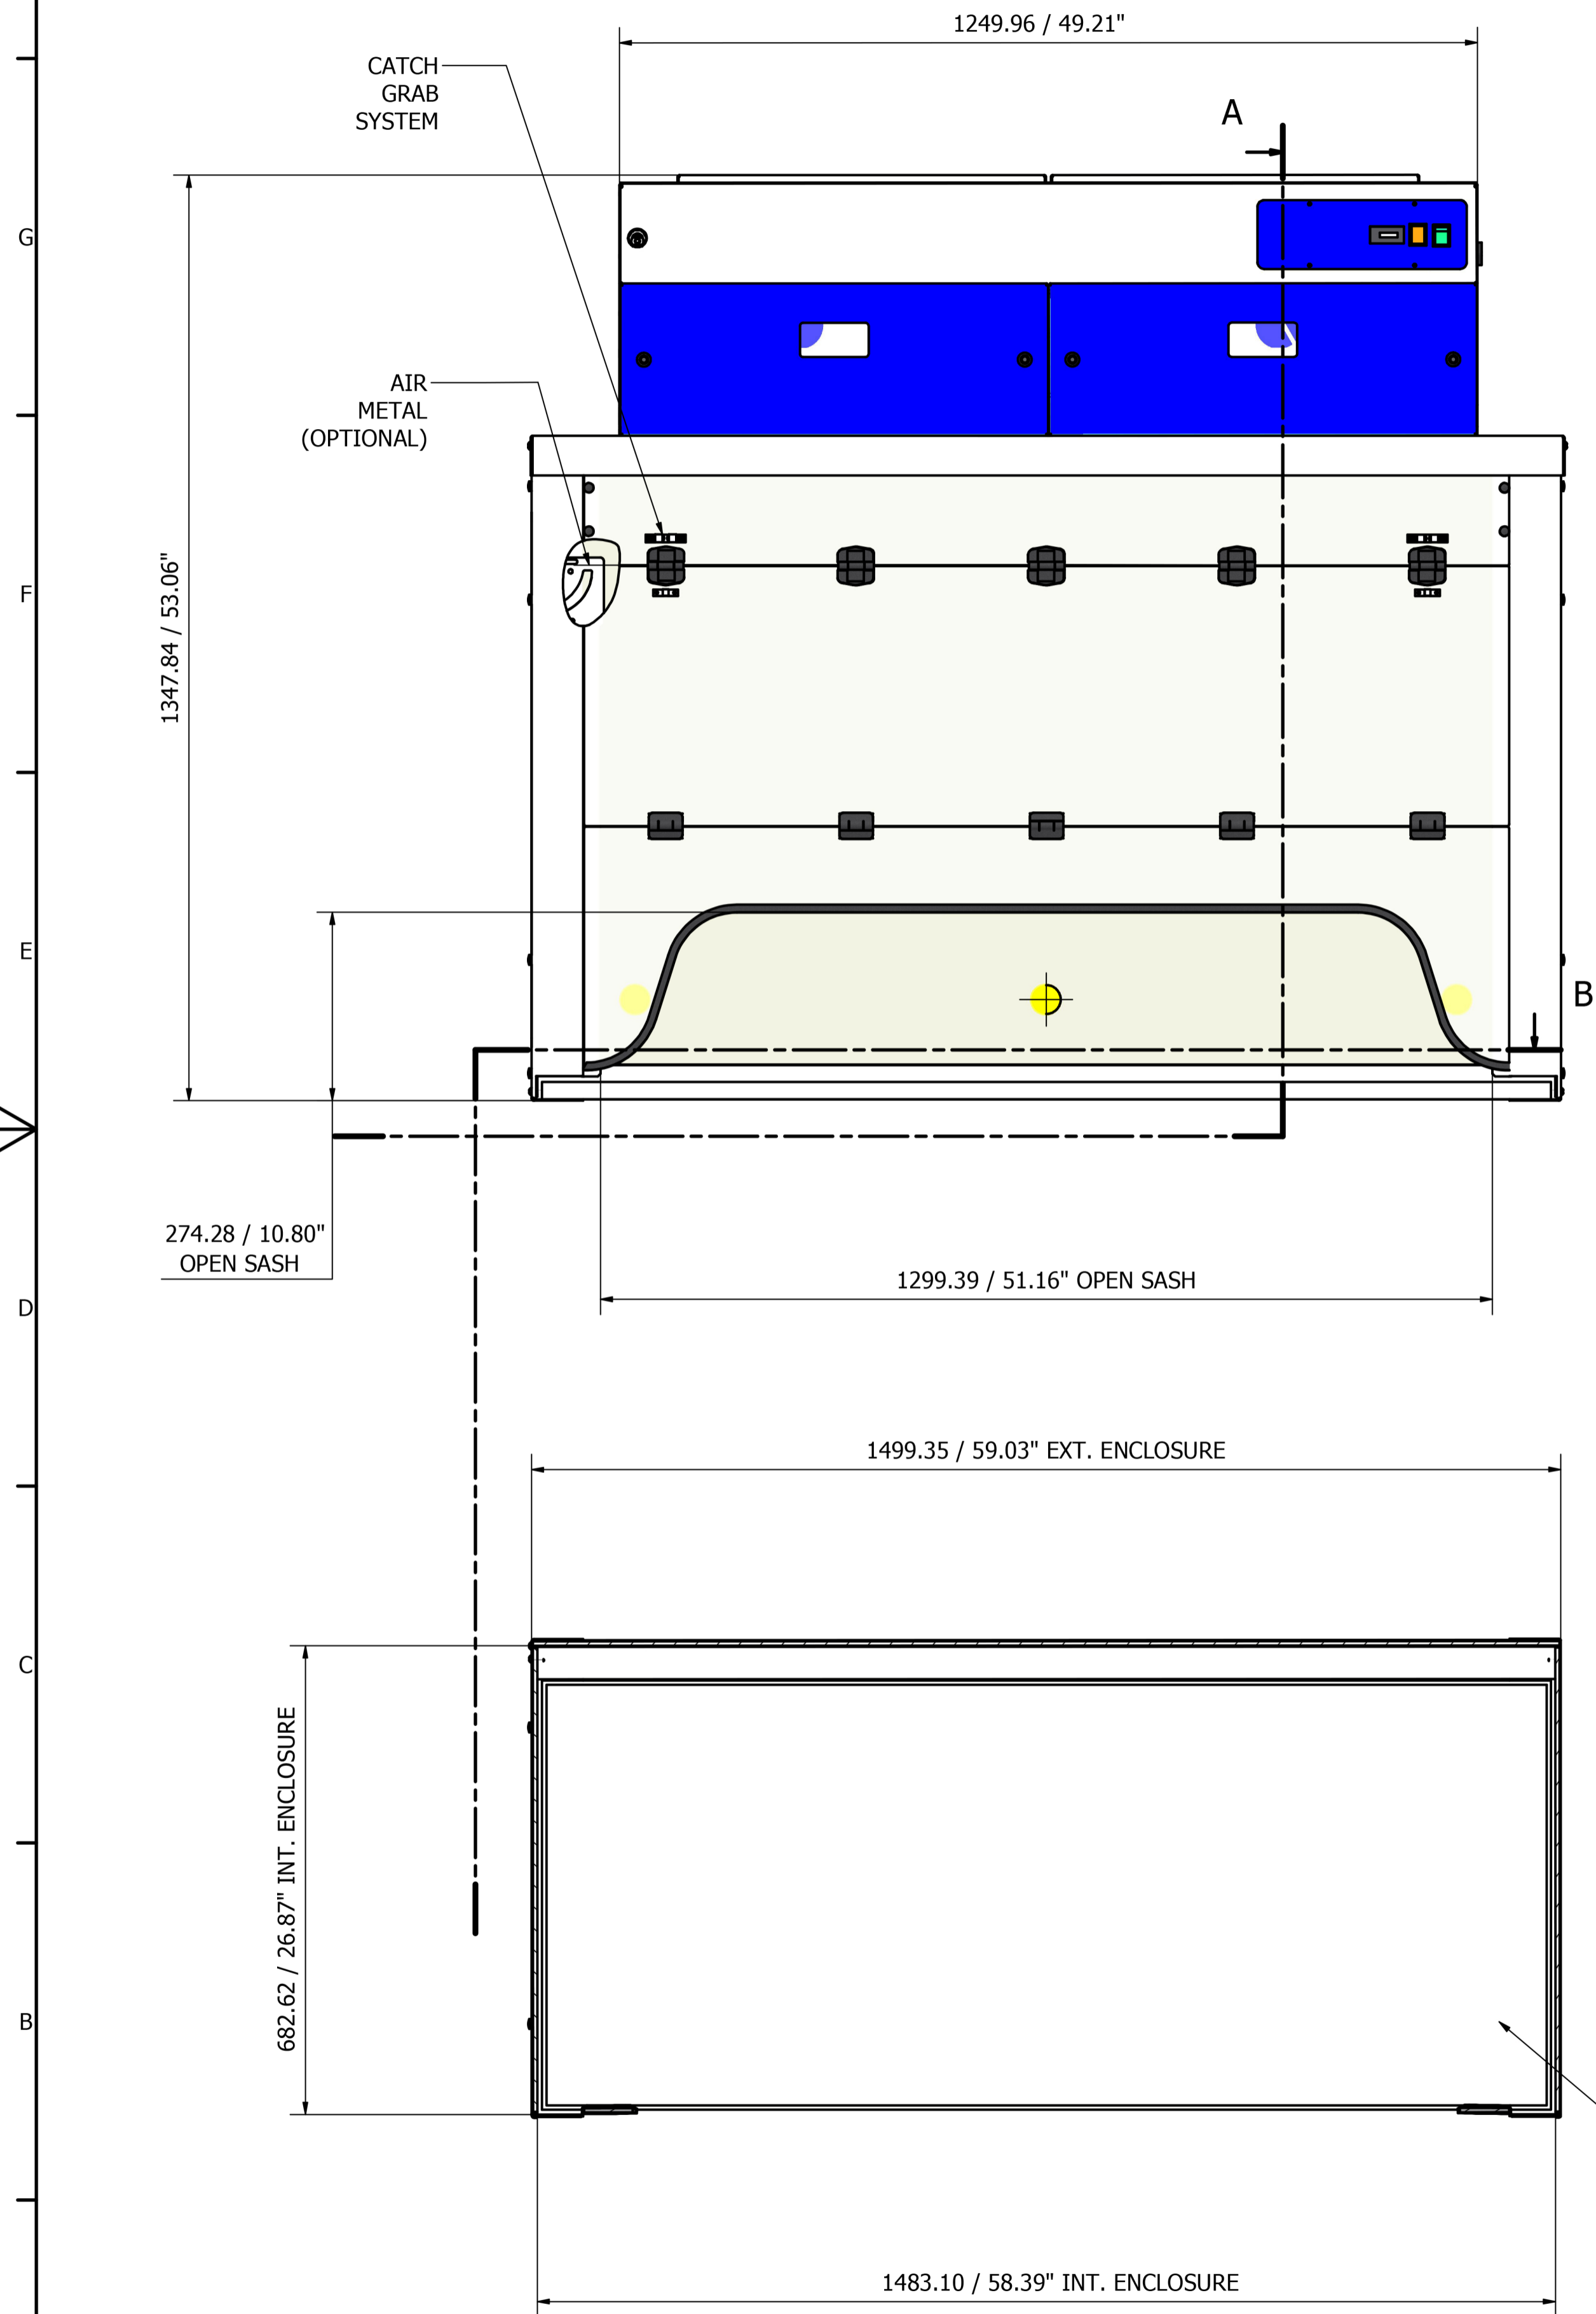 1249.96 / 49.21"
CATCH
GRAB
SYSTEM
A
G
AIR
METAL
(OPTIONAL)
1347.84 / 53.06"
F
E
B
274.28 / 10.80"
OPEN SASH
1299.39 / 51.16" OPEN SASH
D
1499.35 / 59.03" EXT. ENCLOSURE
C
682.62 / 26.87" INT. ENCLOSURE
B
1483.10 / 58.39" INT. ENCLOSURE